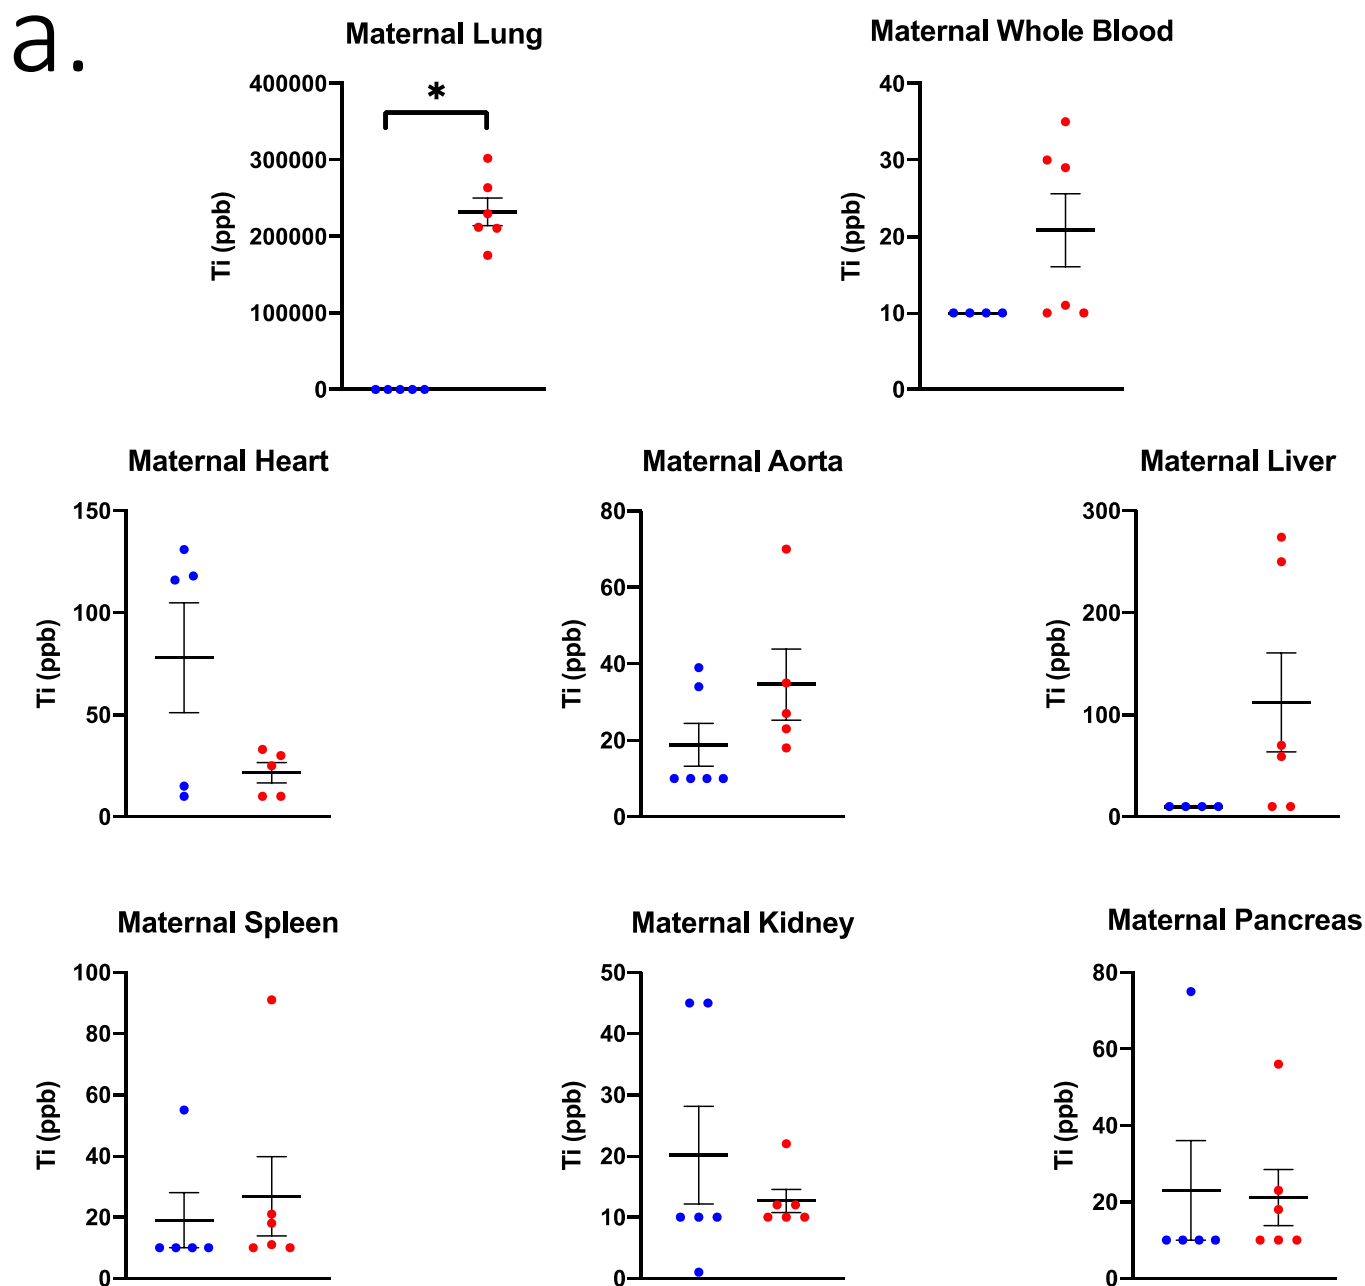 a.
Maternal Lung
Ti (ppb)
400000
300000
200000
100000
0
*
Maternal Whole Blood
Ti (ppb)
40
30
20
10
0
Maternal Heart
Ti (ppb)
150
100
50
0
Maternal Aorta
Ti (ppb)
80
60
40
20
0
Maternal Liver
Ti (ppb)
300
200
100
0
Maternal Spleen
Ti (ppb)
100
80
60
40
20
0
Maternal Kidney
Ti (ppb)
50
40
30
20
10
0
Maternal Pancreas
Ti (ppb)
80
60
40
20
0